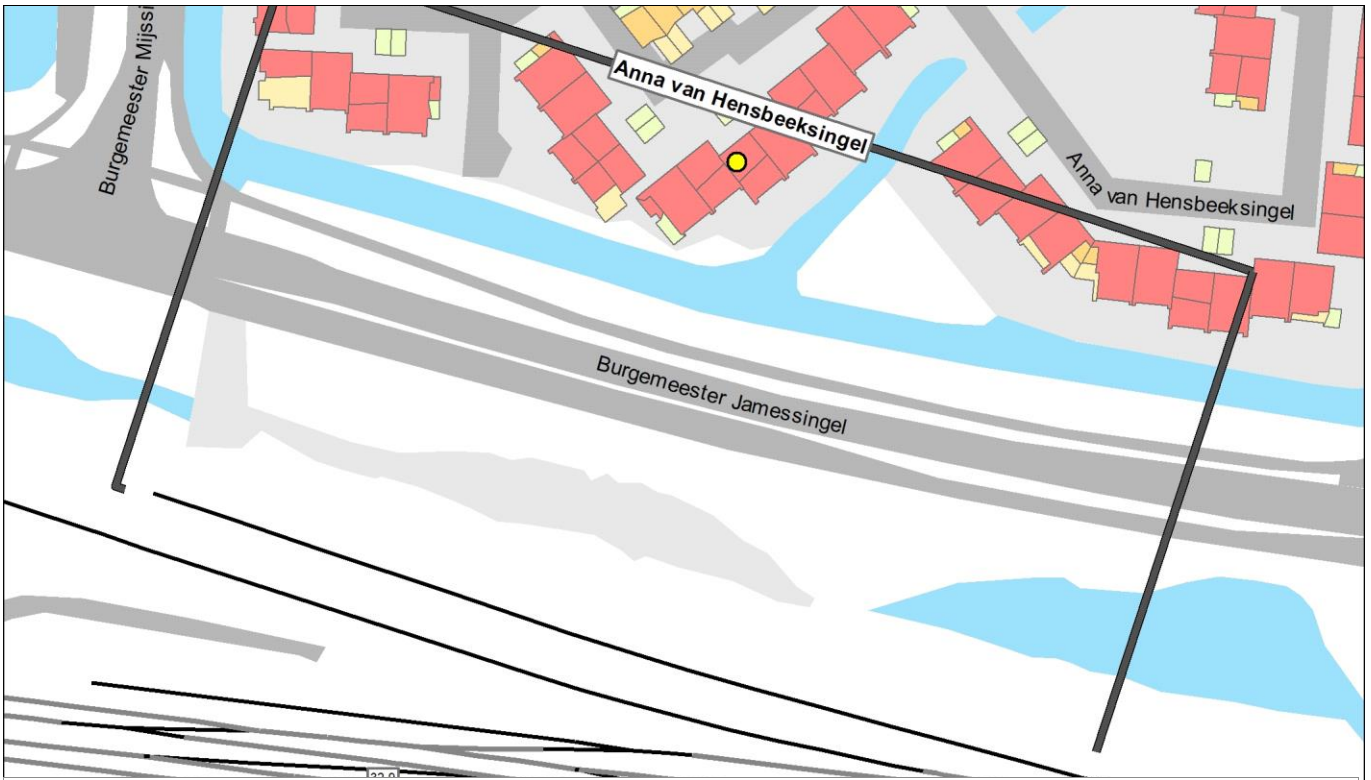 Burgemeester Mijssi
Anna van Hensbeeksingel
Anna van Hensbeeksingel
Burgemeester Jamessingel